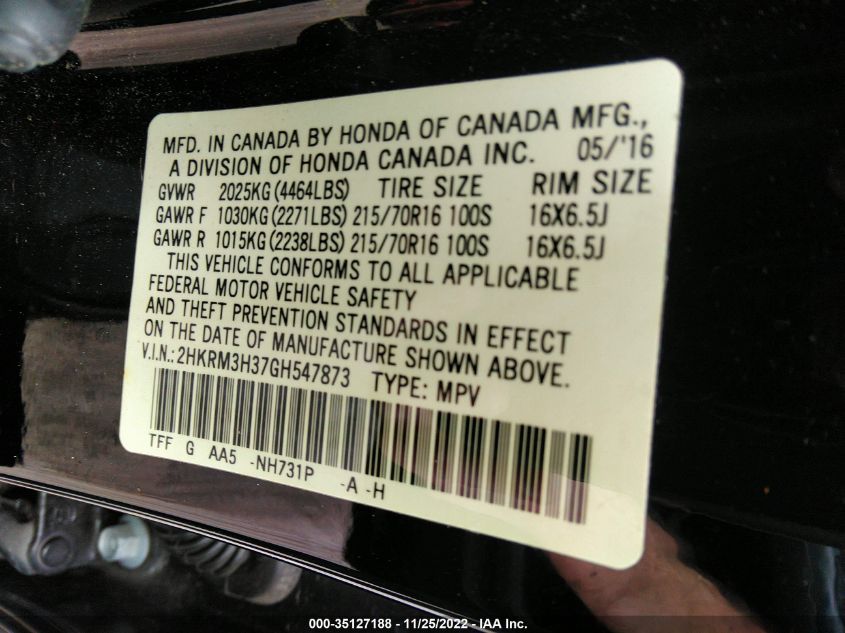 MFD. IN CANADA BY HONDA OF CANADA MFG.,
A DIVISION OF HONDA CANADA INC. 05/'16
GVWR 2025KG (4464LBS) TIRE SIZE RIM SIZE
GAWR F 1030KG (2271LBS) 215/70R16 100S 16X6.5J
GAWR R 1015KG (2238LBS) 215/70R16 100S 16X6.5J
THIS VEHICLE CONFORMS TO ALL APPLICABLE
FEDERAL MOTOR VEHICLE SAFETY
AND THEFT PREVENTION STANDARDS IN EFFECT
ON THE DATE OF MANUFACTURE SHOWN ABOVE.
V.I.N.: 2HKRM3H37GH547873 TYPE: MPV
TFF G AA5 -NH731P -A -H
000-35127188 - 11/25/2022 - IAA Inc.